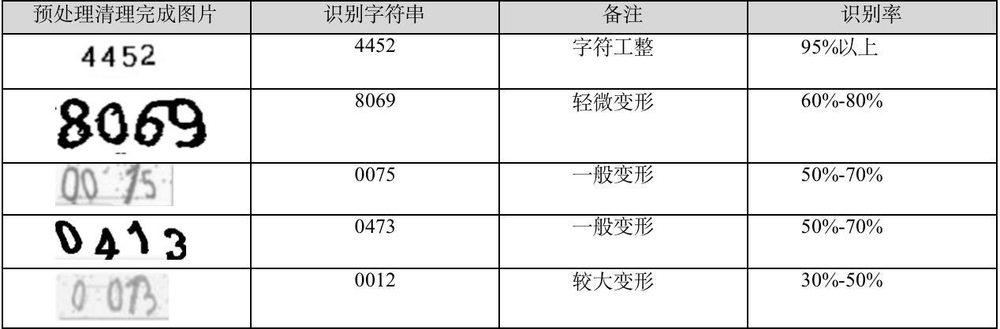 预处理清理完成图片 识别字符串 备注 识别率
4452 4452 字符工整 95%以上
8069 8069 轻微变形 60%-80%
00 75 0075 一般变形 50%-70%
0413 0473 一般变形 50%-70%
0 073 0012 较大变形 30%-50%